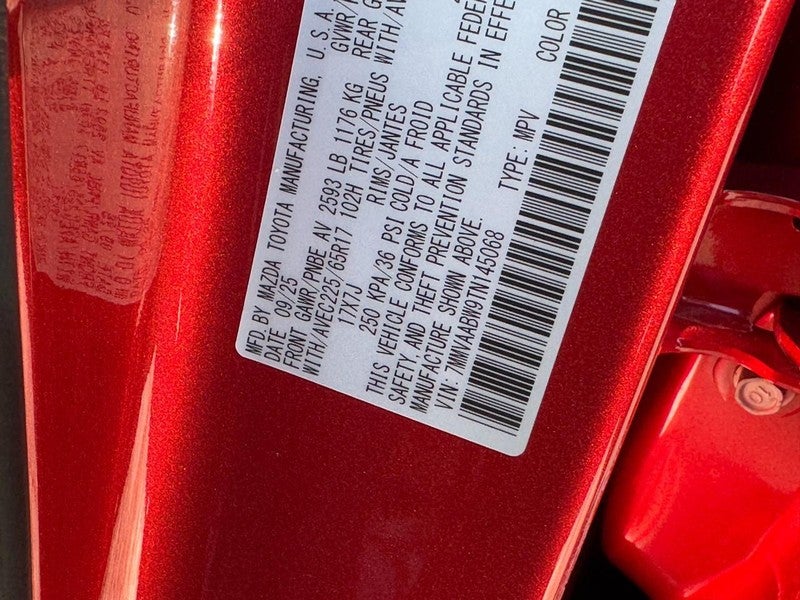 MFD. BY MAZDA TOYOTA MANUFACTURING, U.S.A.
DATE 09/25 GVWR/
FRONT GAWR/PNBE AV 2593 LB 1176 KG REAR
WITH/AVEC225/65R17 102H TIRES/PNEUS WITH/AV
17X7J RIMS/JANTES
250 KPA/36 PSI COLD/A FROID
THIS VEHICLE CONFORMS TO ALL APPLICABLE FEDER
SAFETY, AND THEFT PREVENTION STANDARDS IN EFFE
MANUFACTURE SHOWN ABOVE.
VIN: 7MMVAABW9TN145068 TYPE: MPV COLOR